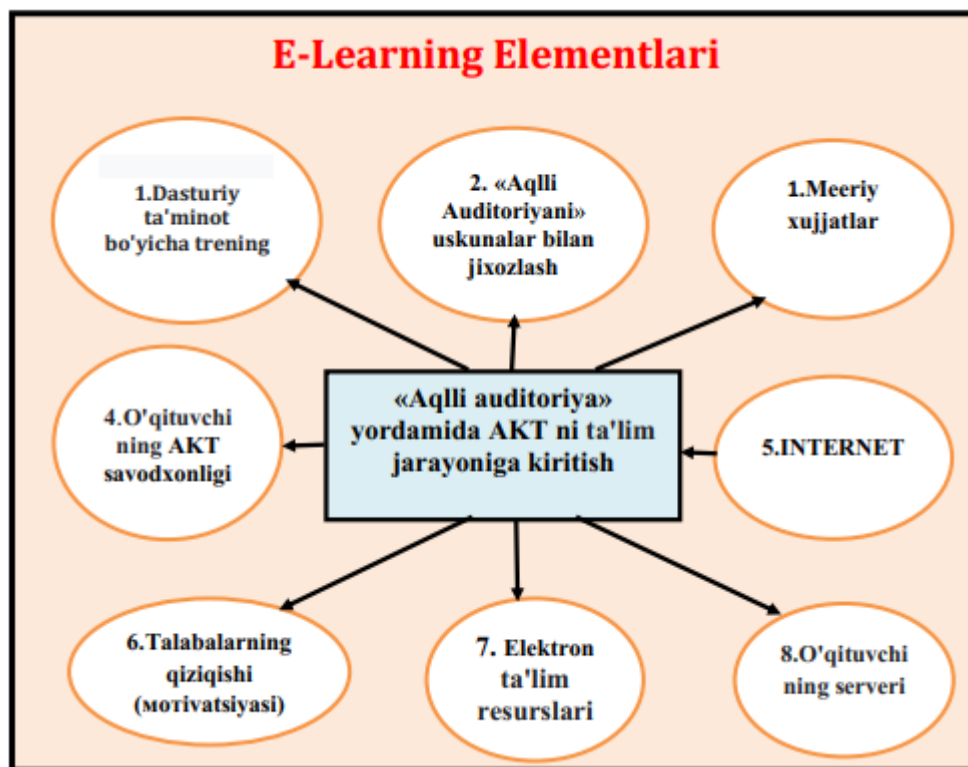 E-Learning Elementlari
1.Dasturiy
ta'minot
bo'yicha trening
2. «Aqlli
Auditoriyani»
uskunalar bilan
jixozlash
1.Meeriy
xujjatlar
«Aqlli auditoriya»
yordamida AKT ni ta'lim
jarayoniga kiritish
4.O'qituvchi
ning AKT
savodxonligi
5.INTERNET
6.Talabalarning
qiziqishi
(мотivatsiyasi)
7. Elektron
ta'lim
resurslari
8.O'qituvchi
ning serveri